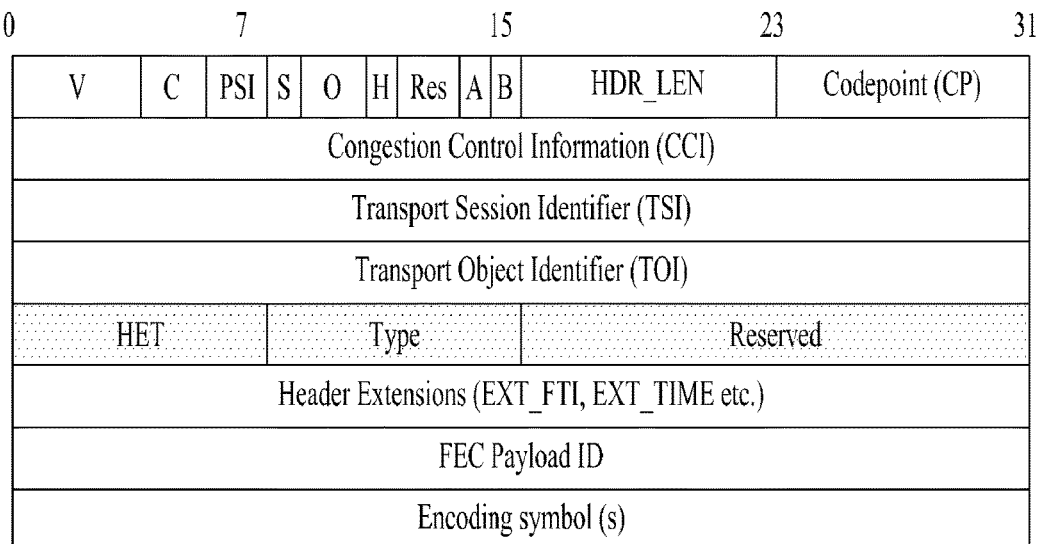 0 7 15 23 31
V C PSI S O H Res A B HDR_LEN Codepoint (CP)
Congestion Control Information (CCI)
Transport Session Identifier (TSI)
Transport Object Identifier (TOI)
HET Type Reserved
Header Extensions (EXT_FTI, EXT_TIME etc.)
FEC Payload ID
Encoding symbol (s)